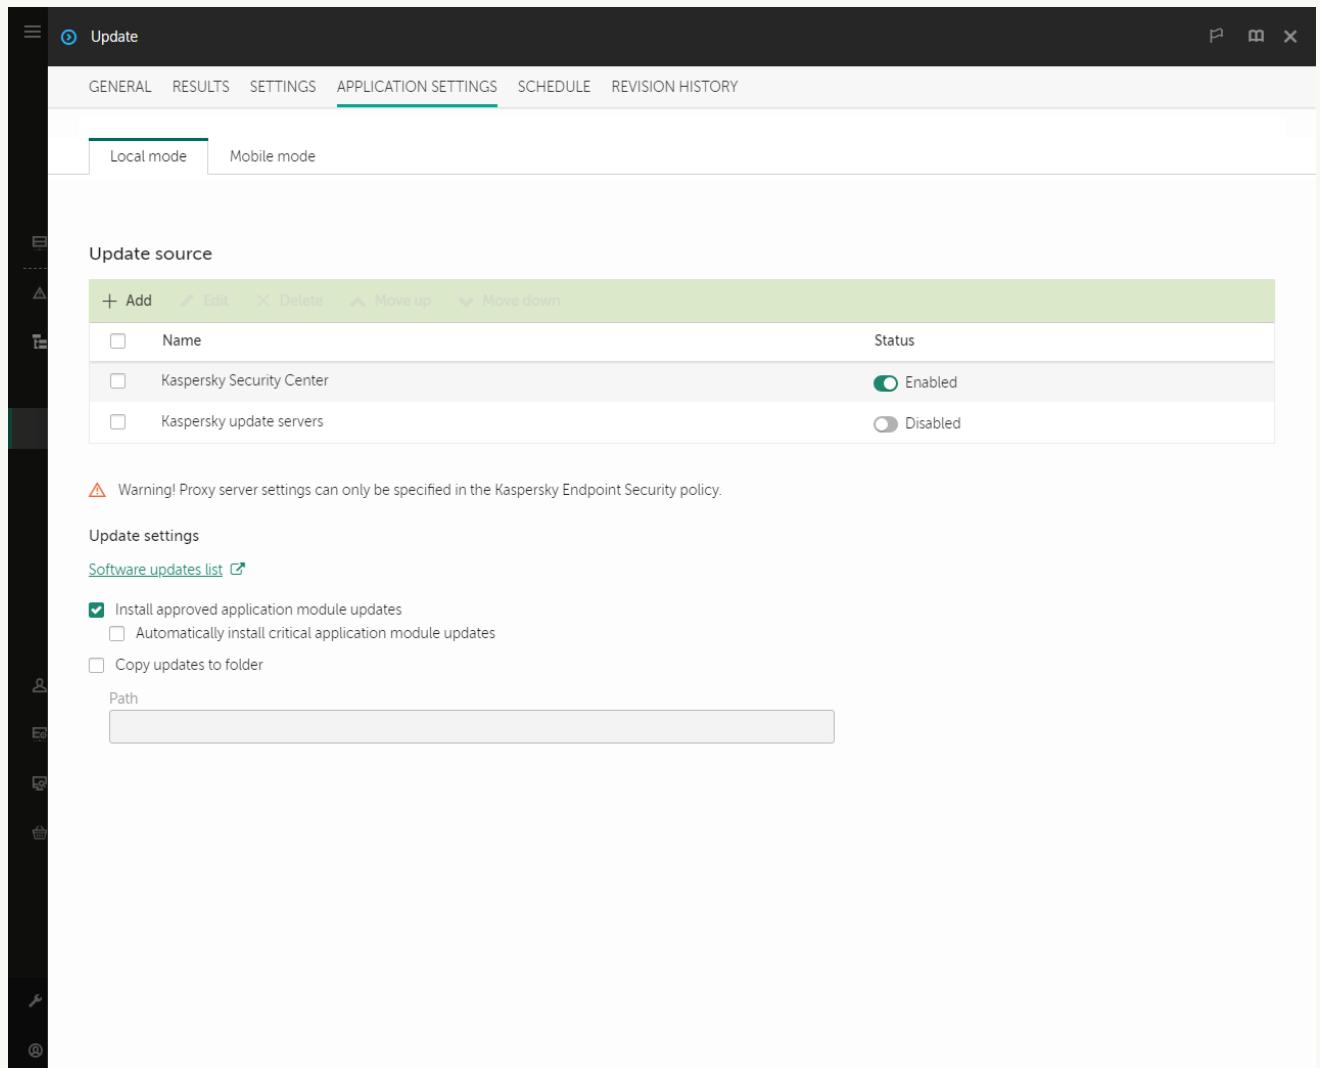 Update
GENERAL RESULTS SETTINGS APPLICATION SETTINGS SCHEDULE REVISION HISTORY
Local mode Mobile mode
Update source
Add Edit Delete Move up Move down
Name Status
Kaspersky Security Center Enabled
Kaspersky update servers Disabled
Warning! Proxy server settings can only be specified in the Kaspersky Endpoint Security policy.
Update settings
Software updates list
Install approved application module updates
Automatically install critical application module updates
Copy updates to folder
Path